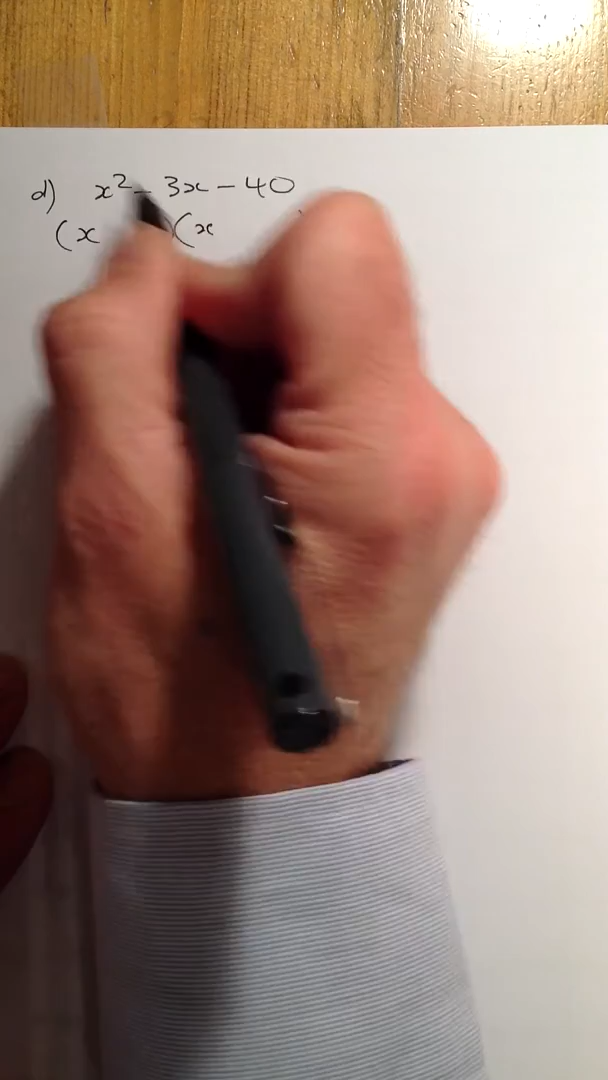 d) x² - 3x - 40
(x )(x )